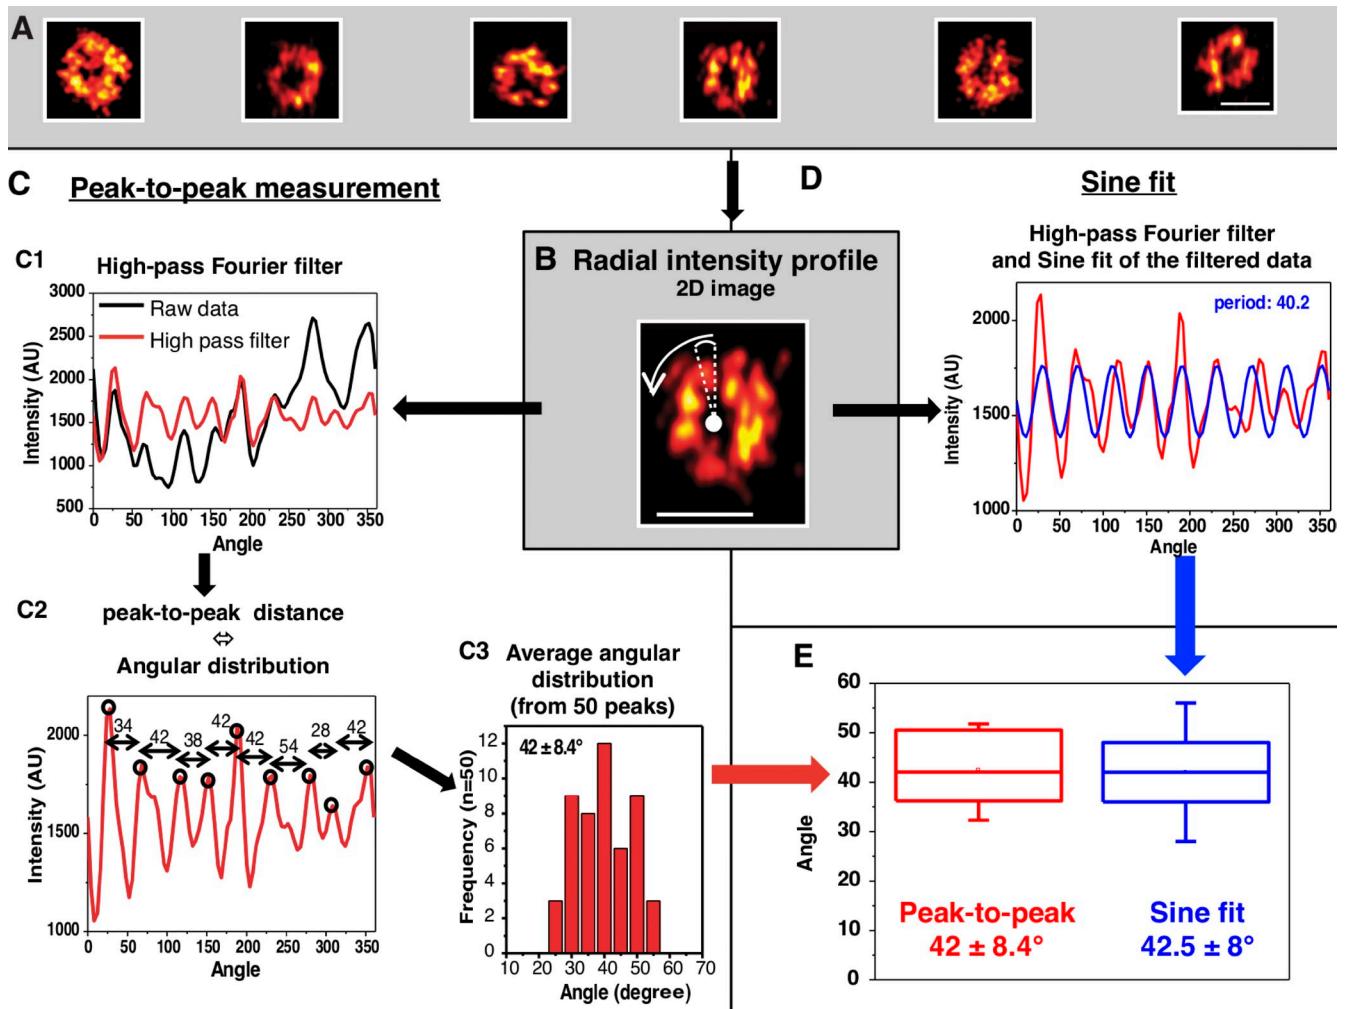 A
C
Peak-to-peak measurement
D
Sine fit
B Radial intensity profile
2D image
C1
High-pass Fourier filter
Raw data
High pass filter
3000
2500
2000
1500
1000
500
Intensity (AU)
0 50 100 150 200 250 300 350
Angle
High-pass Fourier filter
and Sine fit of the filtered data
period: 40.2
2000
1500
1000
Intensity (AU)
0 50 100 150 200 250 300 350
Angle
C2
peak-to-peak distance
⇔
Angular distribution
34 42 38 42 42 54 28 42
2000
1500
1000
Intensity (AU)
0 50 100 150 200 250 300 350
Angle
C3
Average angular
distribution
(from 50 peaks)
42 ± 8.4°
12
10
8
6
4
2
0
Frequency (n=50)
10 20 30 40 50 60 70
Angle (degree)
E
60
50
40
30
20
10
0
Angle
Peak-to-peak
42 ± 8.4°
Sine fit
42.5 ± 8°